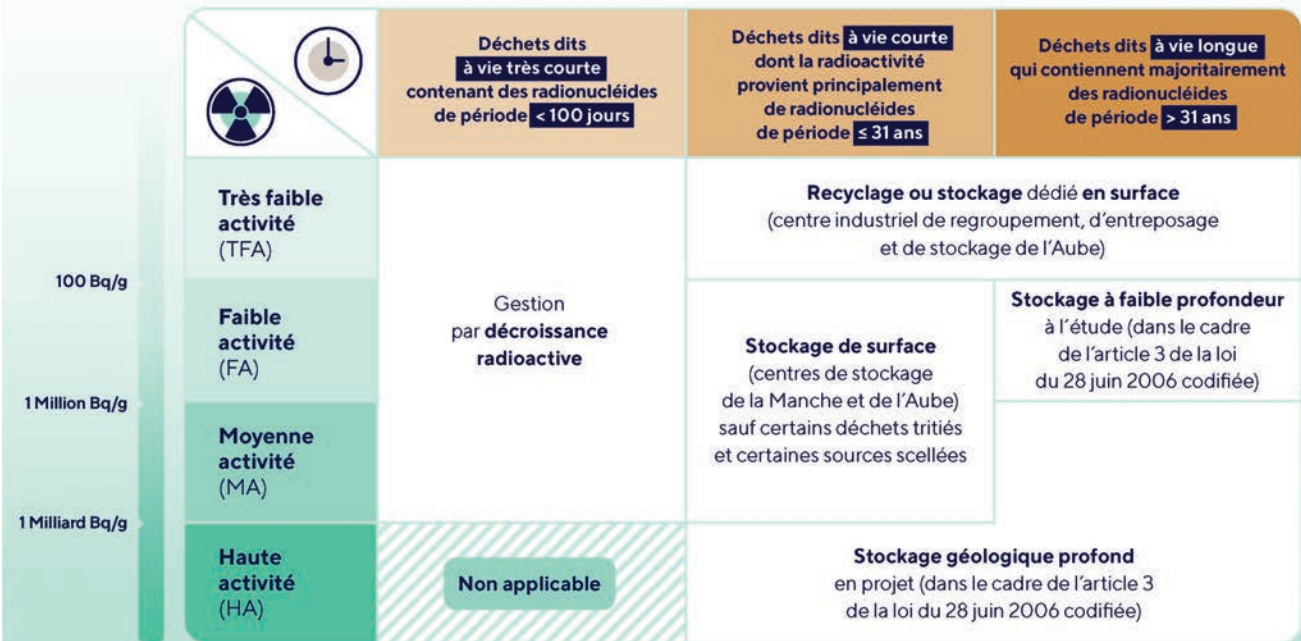 Déchets dits
à vie très courte
contenant des radionucléides
de période < 100 jours
Déchets dits à vie courte
dont la radioactivité
provient principalement
de radionucléides
de période ≤ 31 ans
Déchets dits à vie longue
qui contiennent majoritairement
des radionucléides
de période > 31 ans
Très faible
activité
(TFA)
Recyclage ou stockage dédié en surface
(centre industriel de regroupement, d’entreposage
et de stockage de l’Aube)
100 Bq/g
Faible
activité
(FA)
Gestion
par décroissance
radioactive
Stockage de surface
(centres de stockage
de la Manche et de l’Aube)
sauf certains déchets tritiés
et certaines sources scellées
Stockage à faible profondeur
à l’étude (dans le cadre
de l’article 3 de la loi
du 28 juin 2006 codifiée)
1 Million Bq/g
Moyenne
activité
(MA)
1 Milliard Bq/g
Haute
activité
(HA)
Non applicable
Stockage géologique profond
en projet (dans le cadre de l’article 3
de la loi du 28 juin 2006 codifiée)